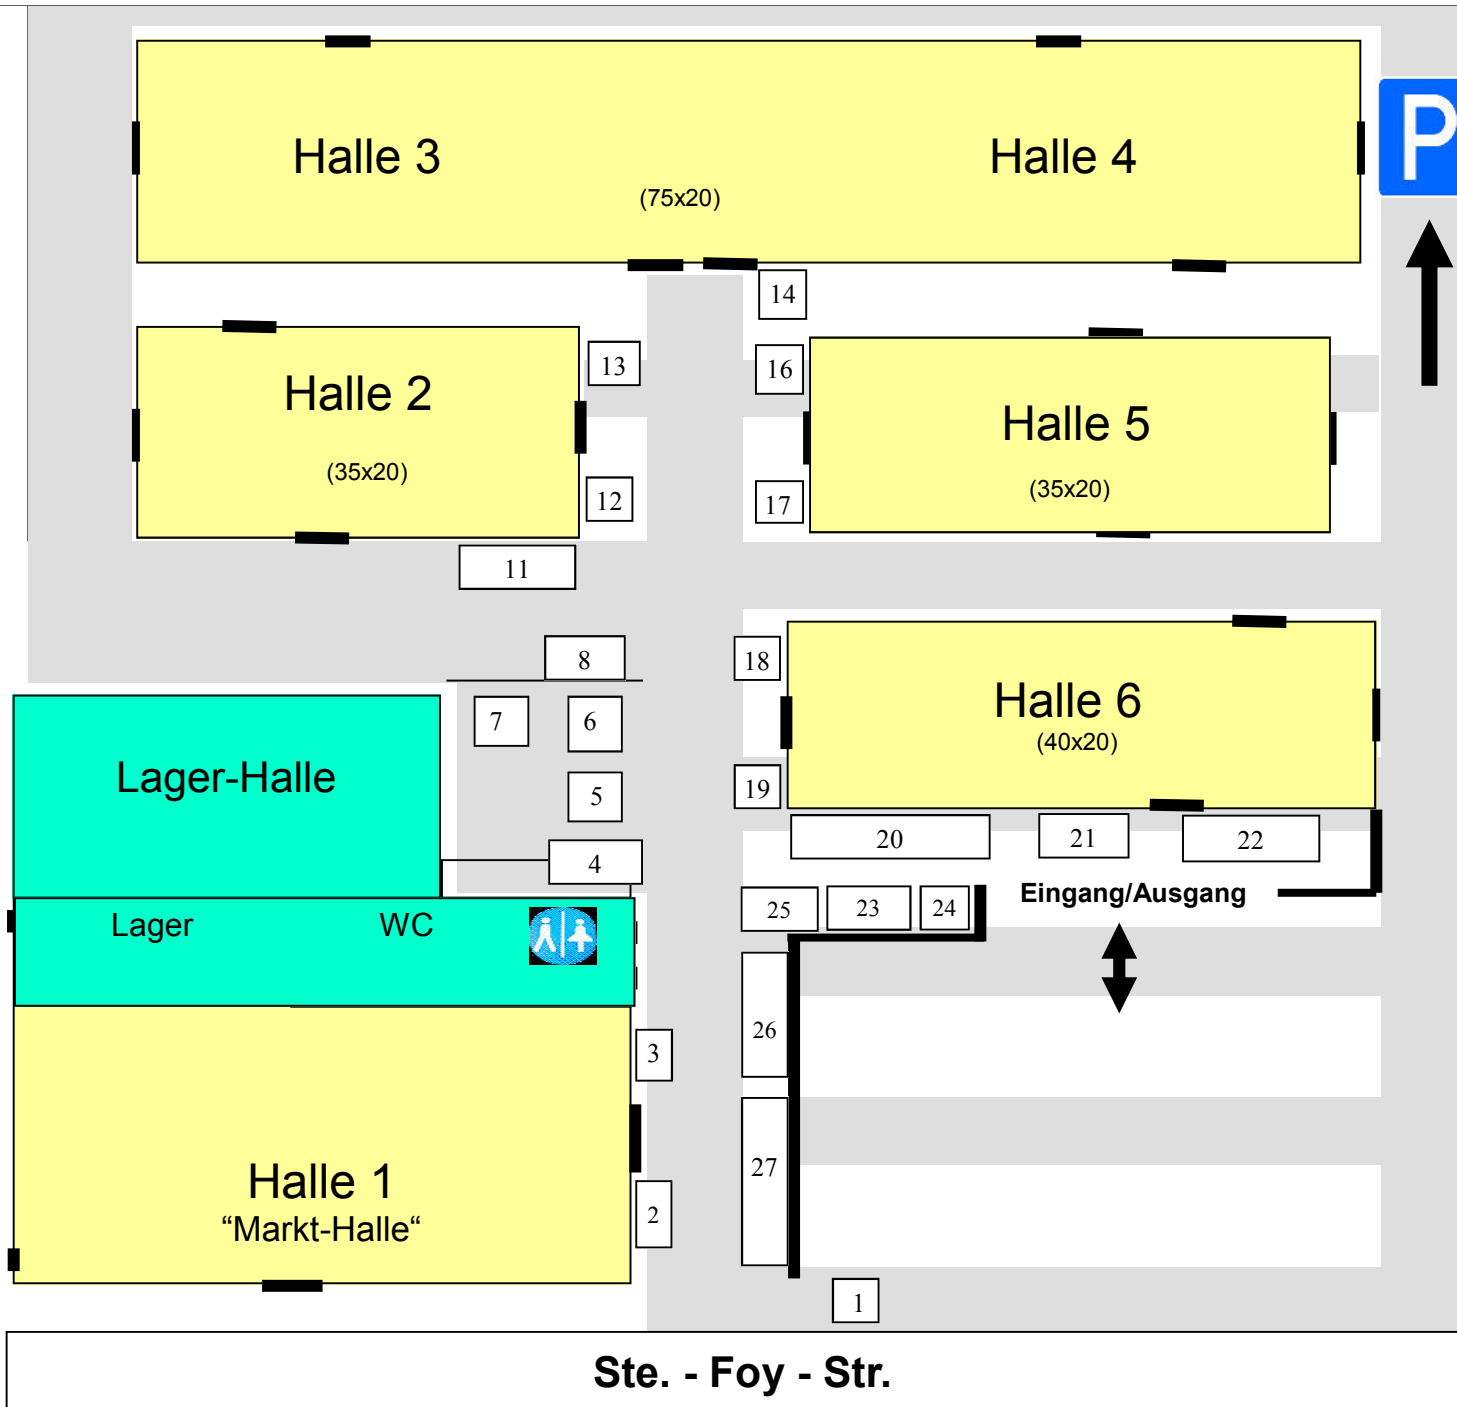 Halle 3
Halle 4
P
(75x20)
14
13
16
Halle 2
Halle 5
(35x20)
(35x20)
12
17
11
8
18
7
6
Halle 6
(40x20)
Lager-Halle
5
19
4
20
21
22
Eingang/Ausgang
25
23
24
Lager
WC
26
3
27
Halle 1
“Markt-Halle“
2
1
Ste. - Foy - Str.